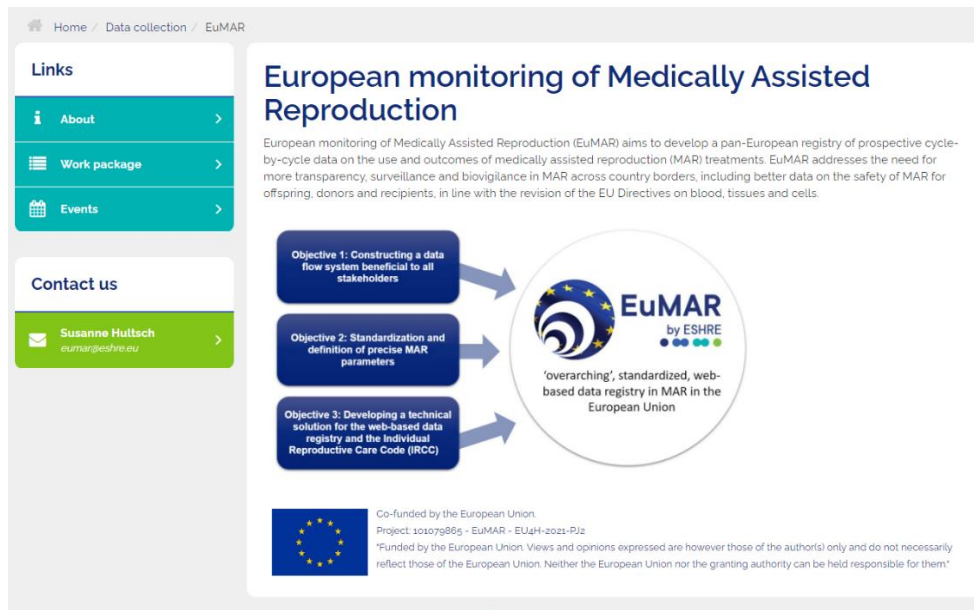 Home / Data collection / EuMAR
Links
About
Work package
Events
Contact us
Susanne Hultsch
eumar@eshre.eu
European monitoring of Medically Assisted
Reproduction
European monitoring of Medically Assisted Reproduction (EuMAR) aims to develop a pan-European registry of prospective cycle-
by-cycle data on the use and outcomes of medically assisted reproduction (MAR) treatments. EuMAR addresses the need for
more transparency, surveillance and biovigilance in MAR across country borders, including better data on the safety of MAR for
offspring, donors and recipients, in line with the revision of the EU Directives on blood, tissues and cells.
Objective 1: Constructing a data
flow system beneficial to all
stakeholders
Objective 2: Standardization and
definition of precise MAR
parameters
Objective 3: Developing a technical
solution for the web-based data
registry and the Individual
Reproductive Care Code (IRCC)
EuMAR
by ESHRE
'overarching', standardized, web-
based data registry in MAR in the
European Union
Co-funded by the European Union.
Project: 101079865 - EuMAR - EU4H-2021-PJ2
"Funded by the European Union. Views and opinions expressed are however those of the author(s) only and do not necessarily
reflect those of the European Union. Neither the European Union nor the granting authority can be held responsible for them."